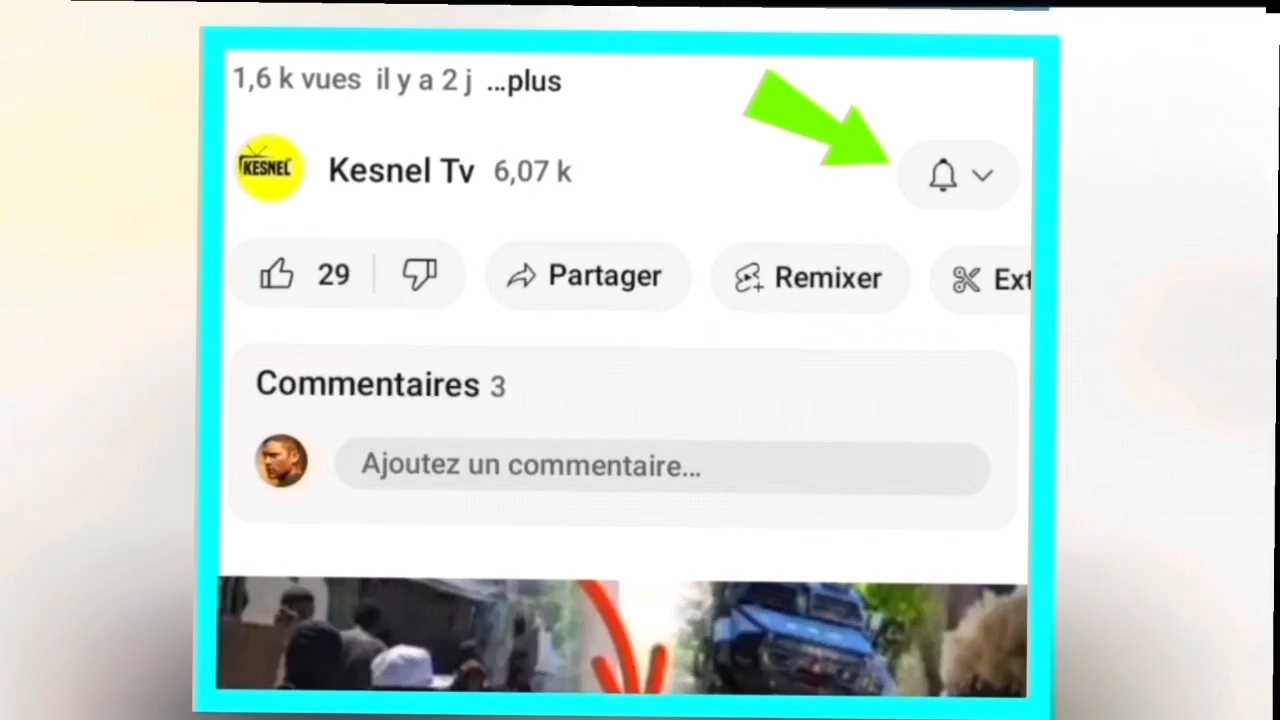 1,6 k vues il y a 2 j ...plus
KESNEL
Kesnel Tv 6,07 k
29
Partager
Remixer
Ext
Commentaires 3
Ajoutez un commentaire...